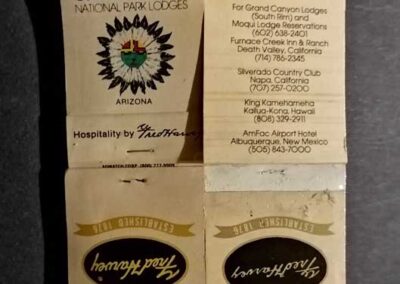 NATIONAL PARK LODGES
ARIZONA
Hospitality by Fred Harvey
For Grand Canyon Lodges
(South Rim) and
Moqui Lodge Reservations
(602) 638-2401
Furnace Creek Inn & Ranch
Death Valley, California
(714) 786-2345
Silverado Country Club
Napa, California
(707) 257-0200
King Kamehameha
Kailua-Kona, Hawaii
(808) 329-2911
AmFac Airport Hotel
Albuquerque, New Mexico
(505) 843-7000
ESTABLISHED 1876
Fred Harvey
ESTABLISHED 1876
Fred Harvey